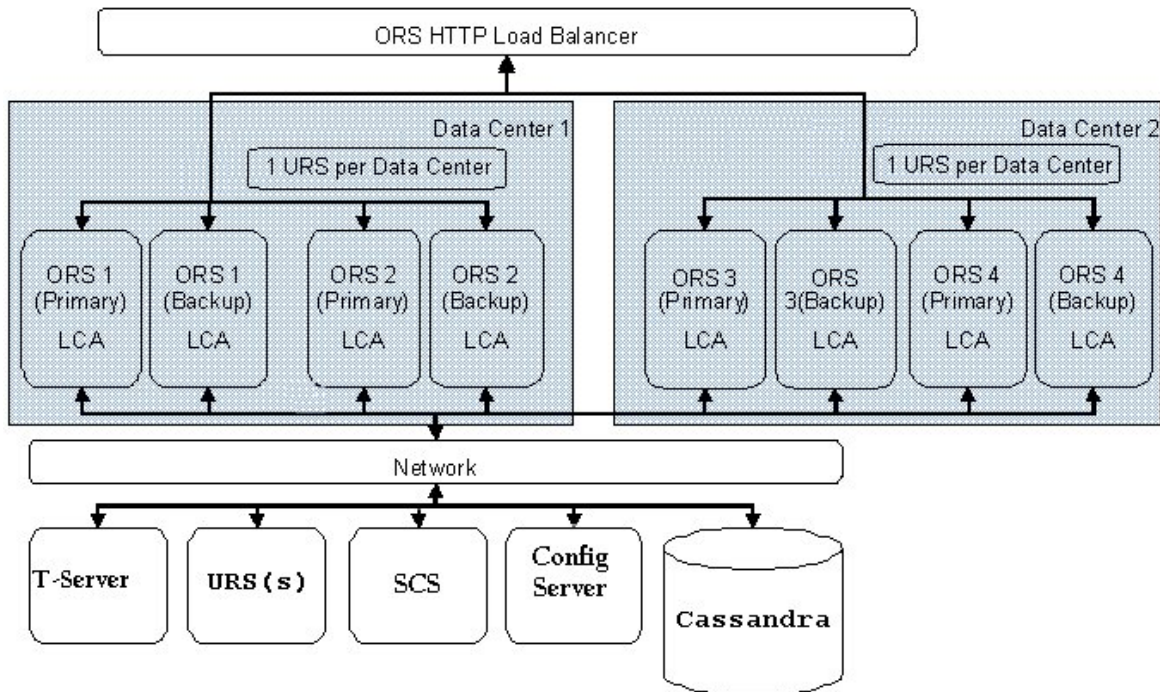 ORS HTTP Load Balancer
Data Center 1
Data Center 2
1 URS per Data Center
1 URS per Data Center
ORS 1
(Primary)
LCA
ORS 1
(Backup)
LCA
ORS 2
(Primary)
LCA
ORS 2
(Backup)
LCA
ORS 3
(Primary)
LCA
ORS
3(Backup)
LCA
ORS 4
(Primary)
LCA
ORS 4
(Backup)
LCA
Network
T-Server
URS(s)
SCS
Config
Server
Cassandra